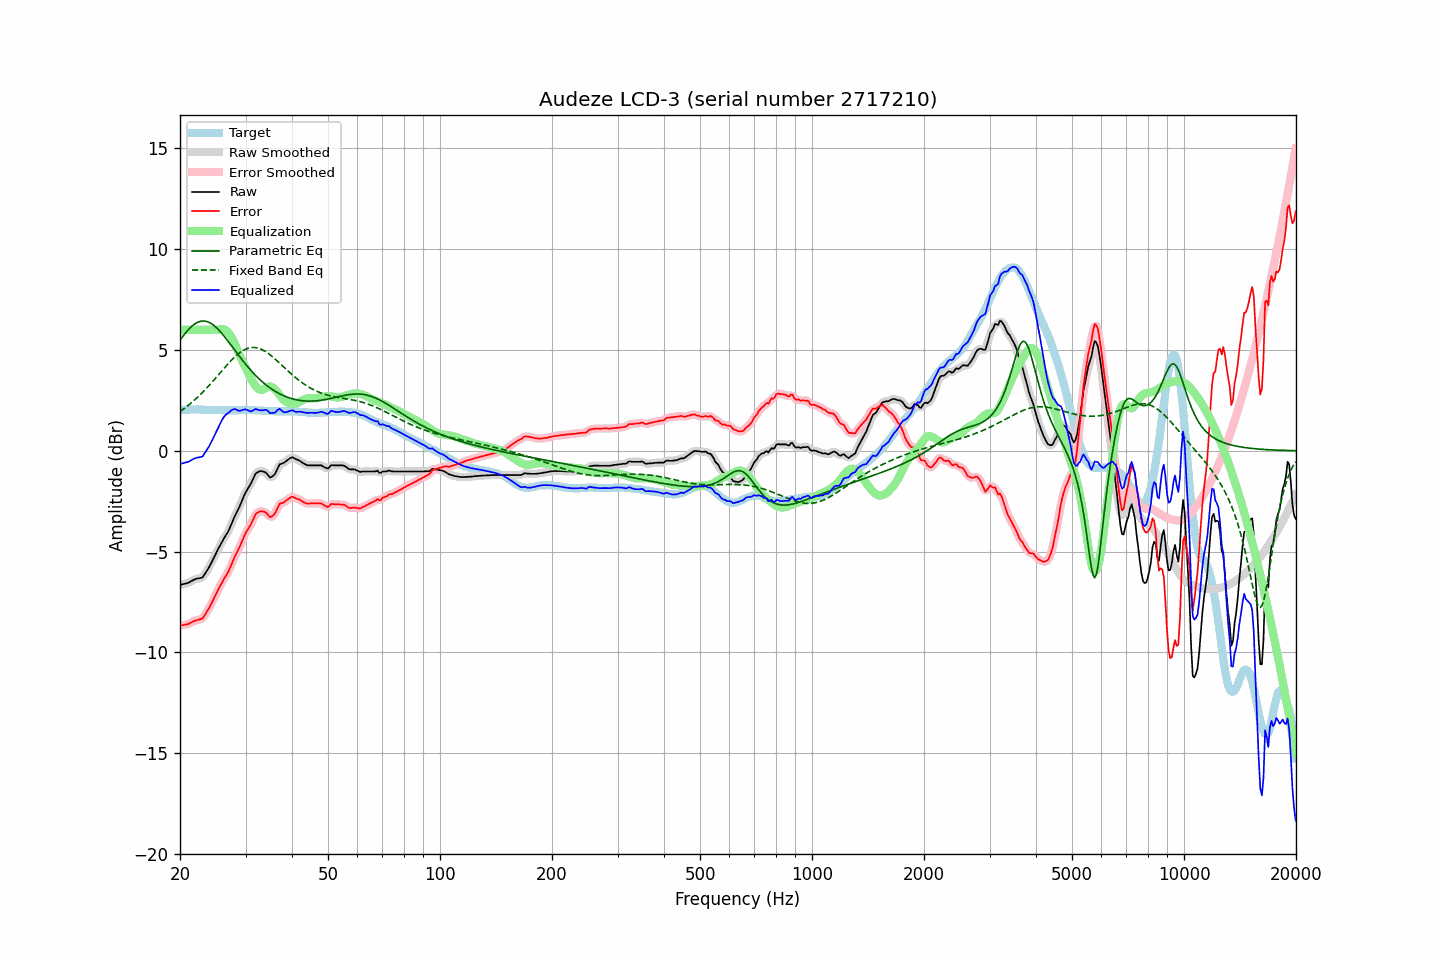 Audeze LCD-3 (serial number 2717210)
Target
Raw Smoothed
Error Smoothed
Raw
Error
Equalization
Parametric Eq
Fixed Band Eq
Equalized
15
10
5
0
−5
−10
−15
−20
Amplitude (dBr)
20 50 100 200 500 1000 2000 5000 10000 20000
Frequency (Hz)